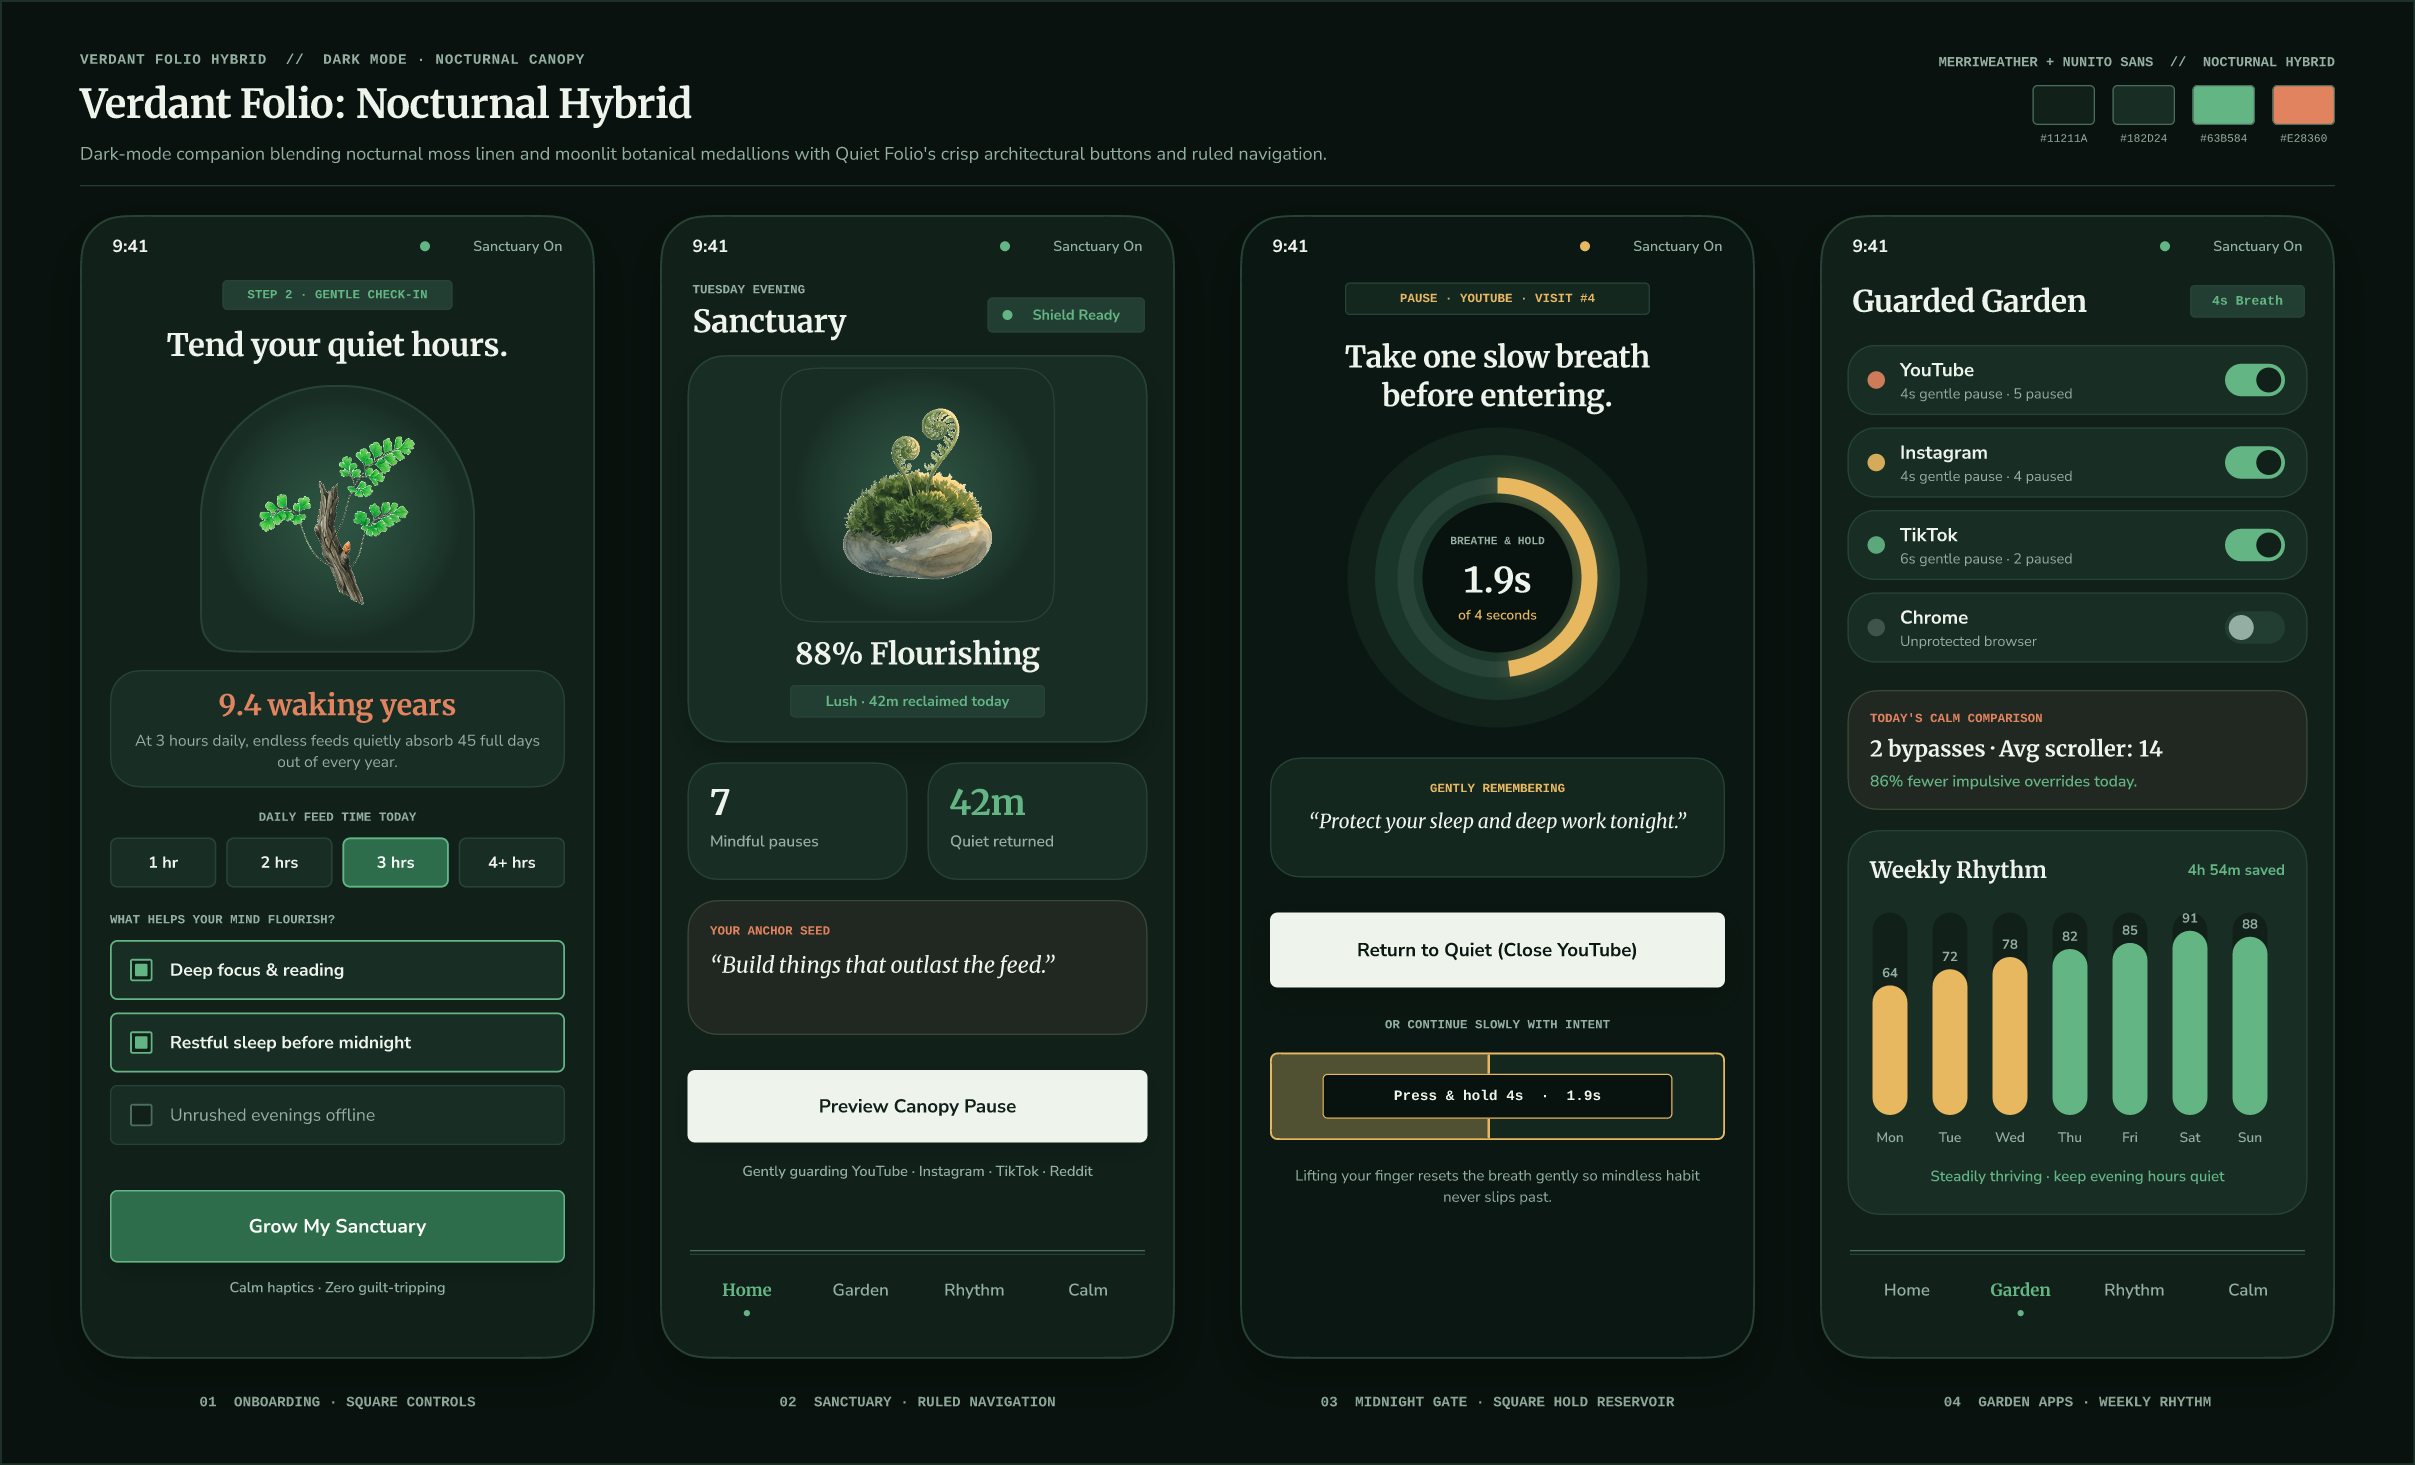 VERDANT FOLIO HYBRID // DARK MODE · NOCTURNAL CANOPY
Verdant Folio: Nocturnal Hybrid
Dark-mode companion blending nocturnal moss linen and moonlit botanical medallions with Quiet Folio's crisp architectural buttons and ruled navigation.
MERRIWEATHER + NUNITO SANS // NOCTURNAL HYBRID
#11211A #182D24 #63B584 #E28360
9:41 Sanctuary On
STEP 2 · GENTLE CHECK-IN
Tend your quiet hours.
9.4 waking years
At 3 hours daily, endless feeds quietly absorb 45 full days
out of every year.
DAILY FEED TIME TODAY
1 hr 2 hrs 3 hrs 4+ hrs
WHAT HELPS YOUR MIND FLOURISH?
Deep focus & reading
Restful sleep before midnight
Unrushed evenings offline
Grow My Sanctuary
Calm haptics · Zero guilt-tripping
01 ONBOARDING · SQUARE CONTROLS
9:41 Sanctuary On
TUESDAY EVENING
Sanctuary
Shield Ready
88% Flourishing
Lush · 42m reclaimed today
7
Mindful pauses
42m
Quiet returned
YOUR ANCHOR SEED
“Build things that outlast the feed.”
Preview Canopy Pause
Gently guarding YouTube · Instagram · TikTok · Reddit
Home Garden Rhythm Calm
02 SANCTUARY · RULED NAVIGATION
9:41 Sanctuary On
PAUSE · YOUTUBE · VISIT #4
Take one slow breath
before entering.
BREATHE & HOLD
1.9s
of 4 seconds
GENTLY REMEMBERING
“Protect your sleep and deep work tonight.”
Return to Quiet (Close YouTube)
OR CONTINUE SLOWLY WITH INTENT
Press & hold 4s · 1.9s
Lifting your finger resets the breath gently so mindless habit
never slips past.
03 MIDNIGHT GATE · SQUARE HOLD RESERVOIR
9:41 Sanctuary On
Guarded Garden
4s Breath
YouTube
4s gentle pause · 5 paused
Instagram
4s gentle pause · 4 paused
TikTok
6s gentle pause · 2 paused
Chrome
Unprotected browser
TODAY'S CALM COMPARISON
2 bypasses · Avg scroller: 14
86% fewer impulsive overrides today.
Weekly Rhythm
4h 54m saved
64 72 78 82 85 91 88
Mon Tue Wed Thu Fri Sat Sun
Steadily thriving · keep evening hours quiet
Home Garden Rhythm Calm
04 GARDEN APPS · WEEKLY RHYTHM